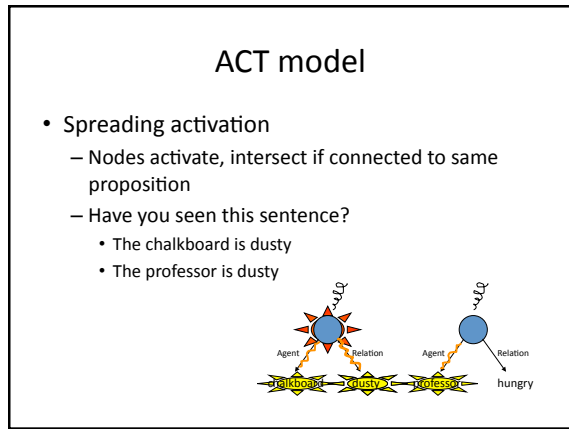 ACT model
• Spreading activation
– Nodes activate, intersect if connected to same
proposition
– Have you seen this sentence?
• The chalkboard is dusty
• The professor is dusty
Agent Relation Agent Relation
chalkboard dusty professor hungry